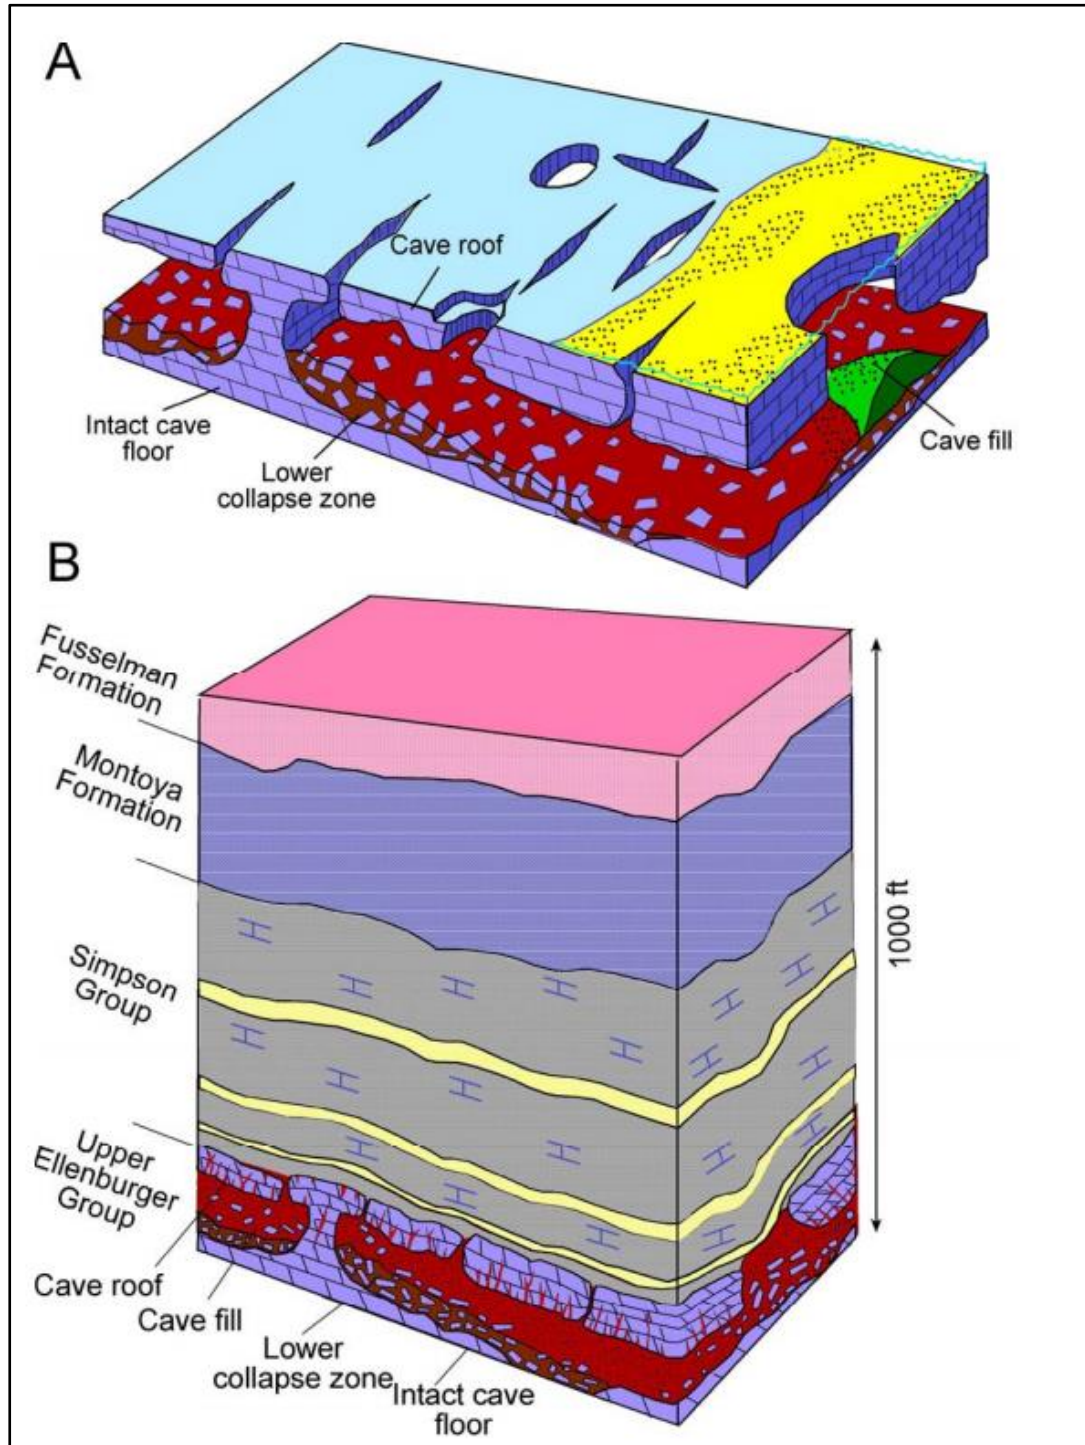 A
Cave roof
Intact cave
floor
Lower
collapse zone
Cave fill
B
Fusselman
Formation
Montoya
Formation
Simpson
Group
Upper
Ellenburger
Group
Cave roof
Cave fill
Lower
collapse zone
Intact cave
floor
1000 ft